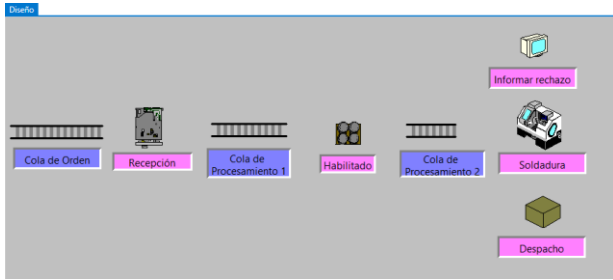 Diseño
Informar rechazo
Cola de Orden
Recepción
Cola de
Procesamiento 1
Habilitado
Cola de
Procesamiento 2
Soldadura
Despacho